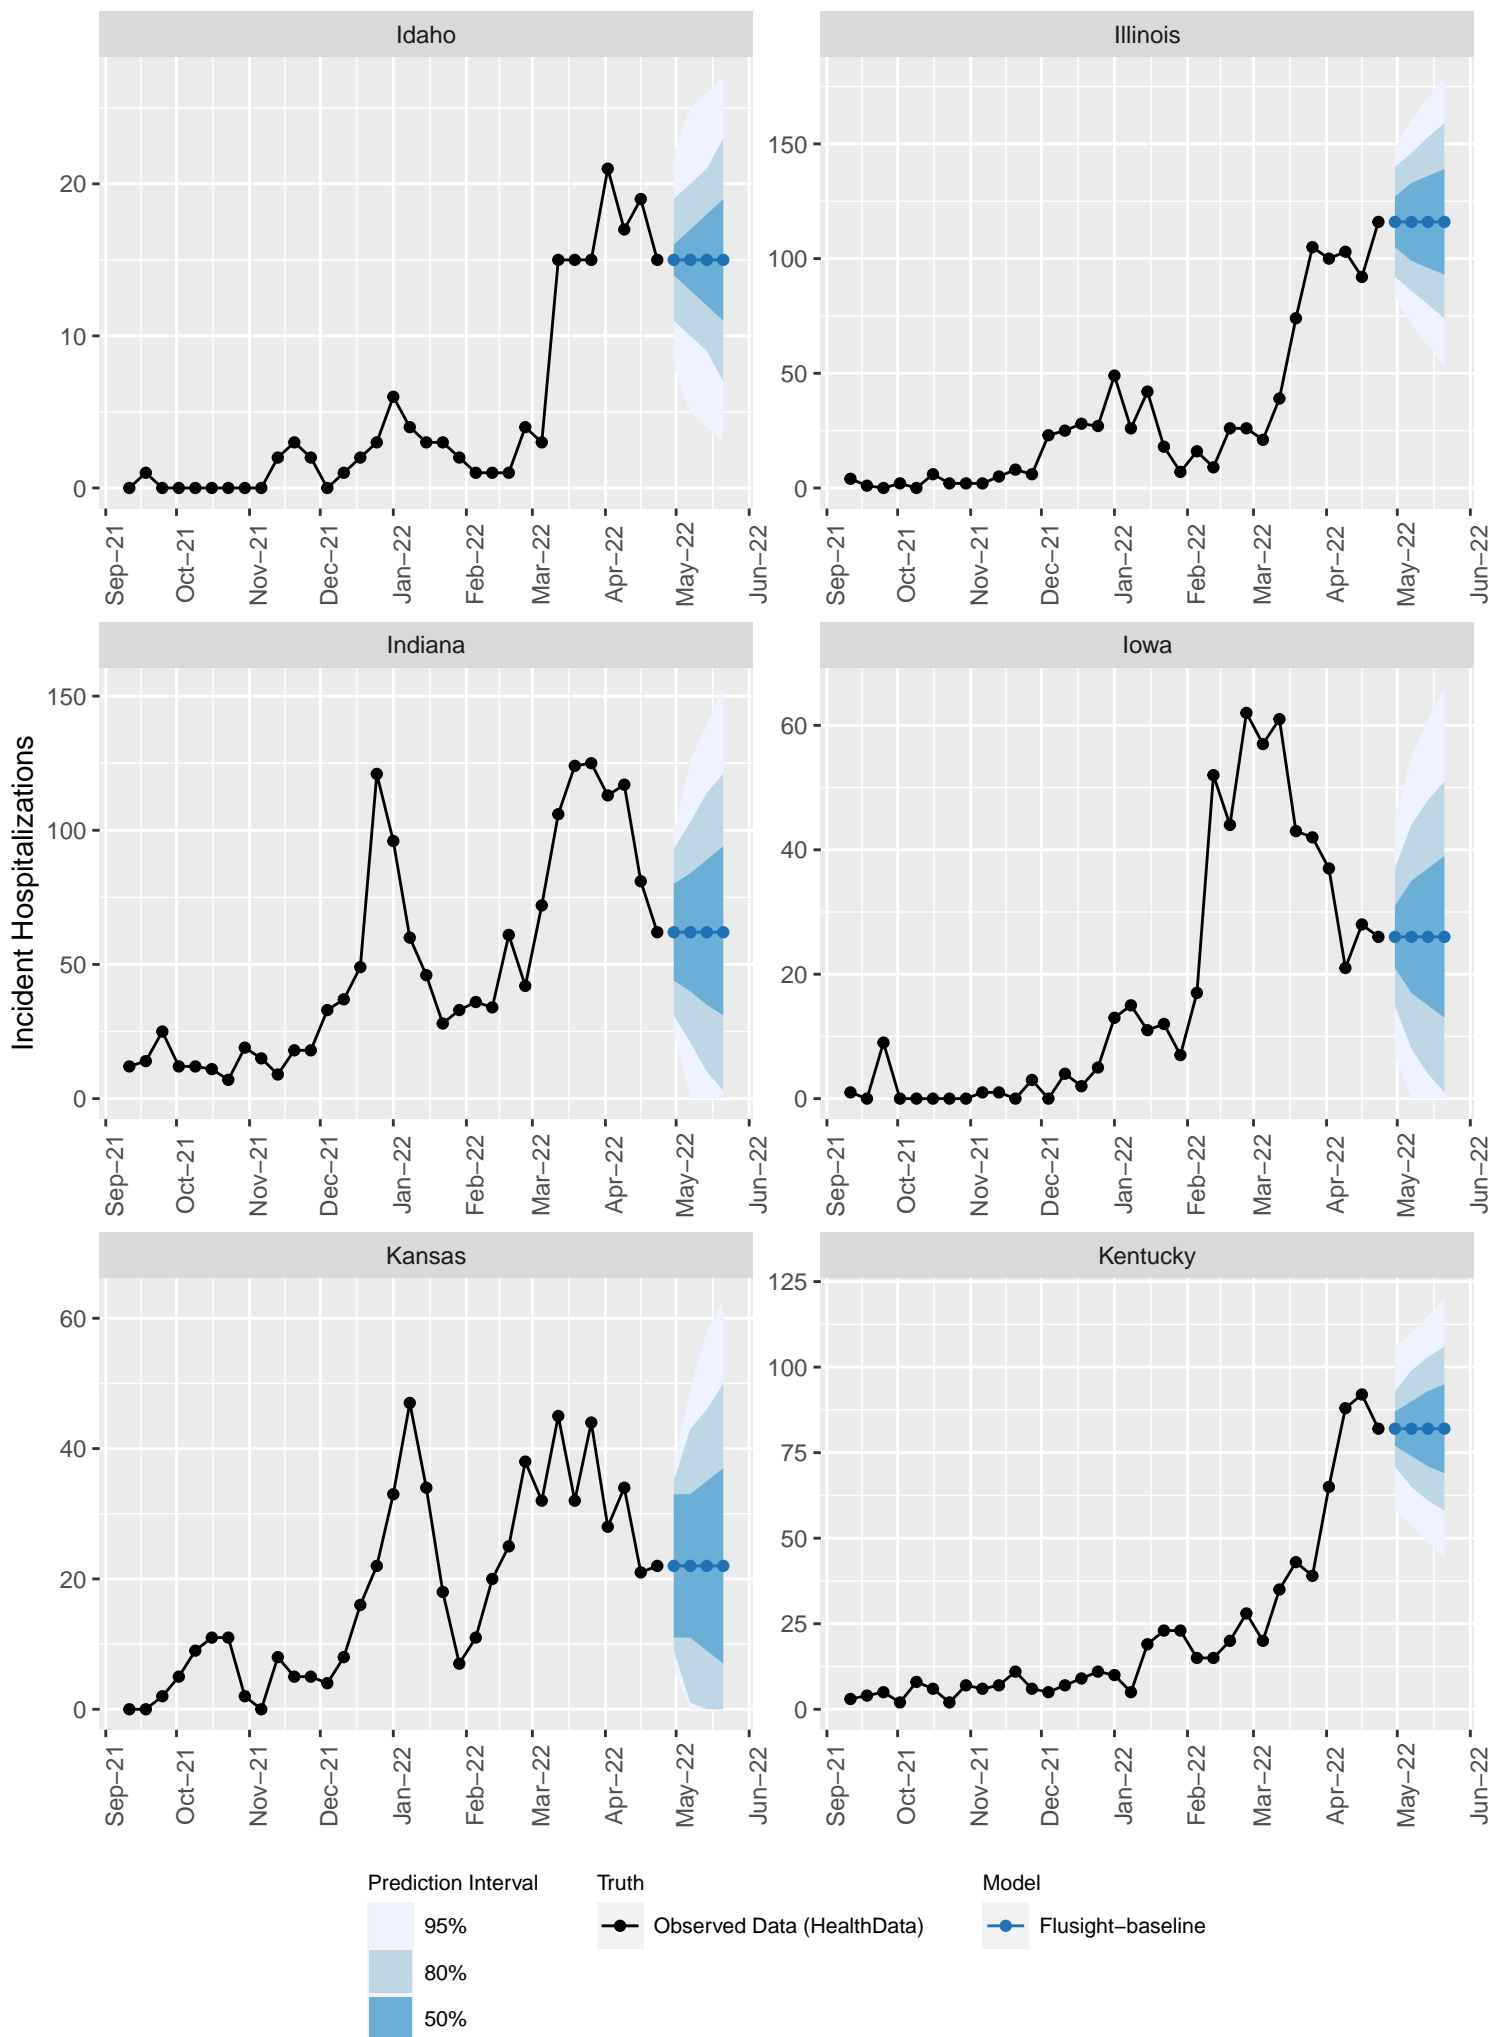 Idaho
Illinois
20
10
0
150
100
50
0
Sep−21
Oct−21
Nov−21
Dec−21
Jan−22
Feb−22
Mar−22
Apr−22
May−22
Jun−22
Sep−21
Oct−21
Nov−21
Dec−21
Jan−22
Feb−22
Mar−22
Apr−22
May−22
Jun−22
Incident Hospitalizations
Indiana
Iowa
150
100
50
0
60
40
20
0
Sep−21
Oct−21
Nov−21
Dec−21
Jan−22
Feb−22
Mar−22
Apr−22
May−22
Jun−22
Sep−21
Oct−21
Nov−21
Dec−21
Jan−22
Feb−22
Mar−22
Apr−22
May−22
Jun−22
Kansas
Kentucky
60
40
20
0
125
100
75
50
25
0
Sep−21
Oct−21
Nov−21
Dec−21
Jan−22
Feb−22
Mar−22
Apr−22
May−22
Jun−22
Sep−21
Oct−21
Nov−21
Dec−21
Jan−22
Feb−22
Mar−22
Apr−22
May−22
Jun−22
Prediction Interval
95%
80%
50%
Truth
Observed Data (HealthData)
Model
Flusight−baseline